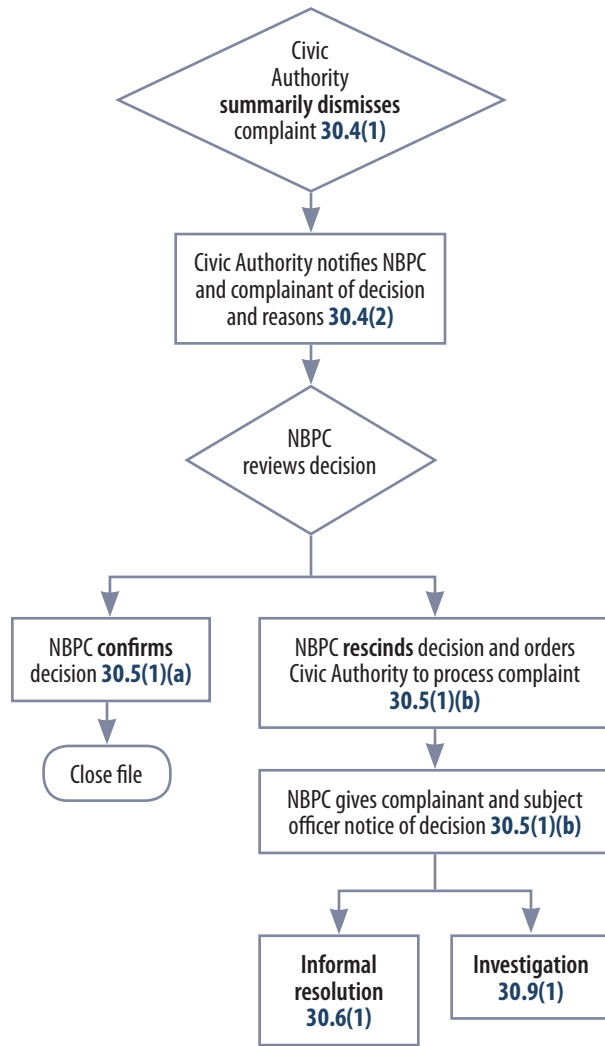 Civic
Authority
summarily dismisses
complaint 30.4(1)
Civic Authority notifies NBPC
and complainant of decision
and reasons 30.4(2)
NBPC
reviews decision
NBPC confirms
decision 30.5(1)(a)
Close file
NBPC rescinds decision and orders
Civic Authority to process complaint
30.5(1)(b)
NBPC gives complainant and subject
officer notice of decision 30.5(1)(b)
Informal
resolution
30.6(1)
Investigation
30.9(1)